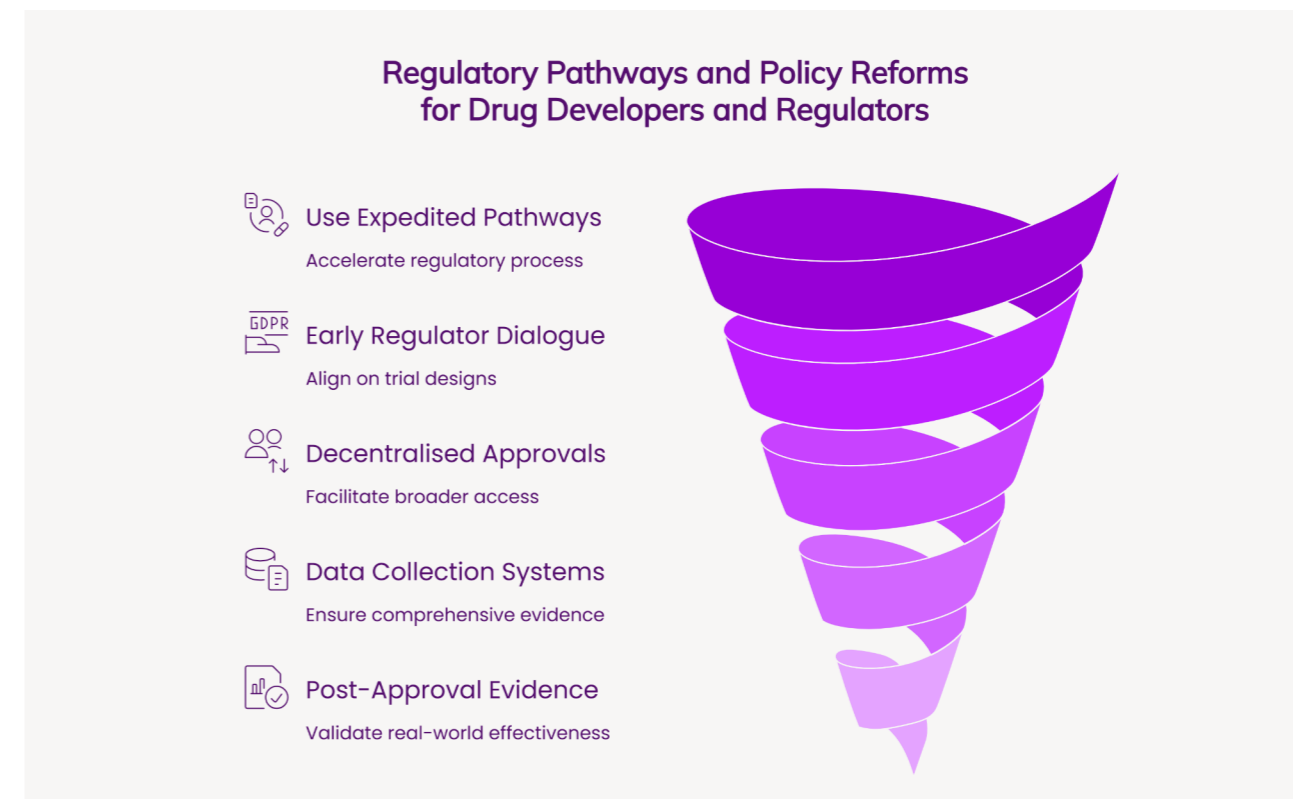 Regulatory Pathways and Policy Reforms
for Drug Developers and Regulators
Use Expedited Pathways
Accelerate regulatory process
GDPR
Early Regulator Dialogue
Align on trial designs
Decentralised Approvals
Facilitate broader access
Data Collection Systems
Ensure comprehensive evidence
Post-Approval Evidence
Validate real-world effectiveness